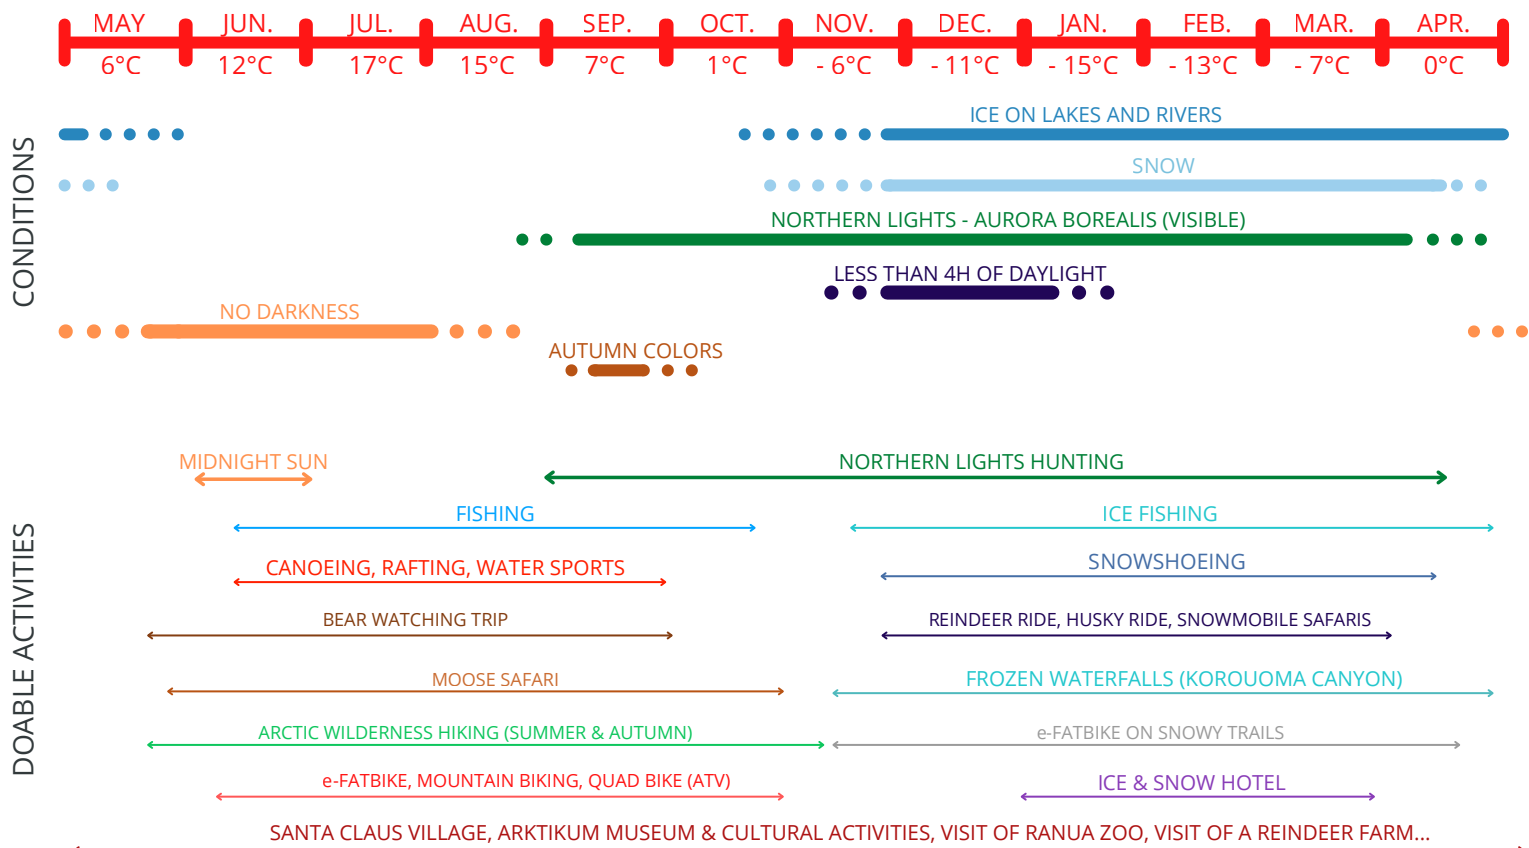 MAY JUN. JUL. AUG. SEP. OCT. NOV. DEC. JAN. FEB. MAR. APR.
6°C 12°C 17°C 15°C 7°C 1°C - 6°C - 11°C - 15°C - 13°C - 7°C 0°C
CONDITIONS
ICE ON LAKES AND RIVERS
SNOW
NORTHERN LIGHTS - AURORA BOREALIS (VISIBLE)
LESS THAN 4H OF DAYLIGHT
NO DARKNESS
AUTUMN COLORS
DOABLE ACTIVITIES
MIDNIGHT SUN
NORTHERN LIGHTS HUNTING
FISHING
ICE FISHING
CANOEING, RAFTING, WATER SPORTS
SNOWSHOEING
BEAR WATCHING TRIP
REINDEER RIDE, HUSKY RIDE, SNOWMOBILE SAFARIS
MOOSE SAFARI
FROZEN WATERFALLS (KOROUOMA CANYON)
ARCTIC WILDERNESS HIKING (SUMMER & AUTUMN)
e-FATBIKE ON SNOWY TRAILS
e-FATBIKE, MOUNTAIN BIKING, QUAD BIKE (ATV)
ICE & SNOW HOTEL
SANTA CLAUS VILLAGE, ARKTIKUM MUSEUM & CULTURAL ACTIVITIES, VISIT OF RANUA ZOO, VISIT OF A REINDEER FARM...